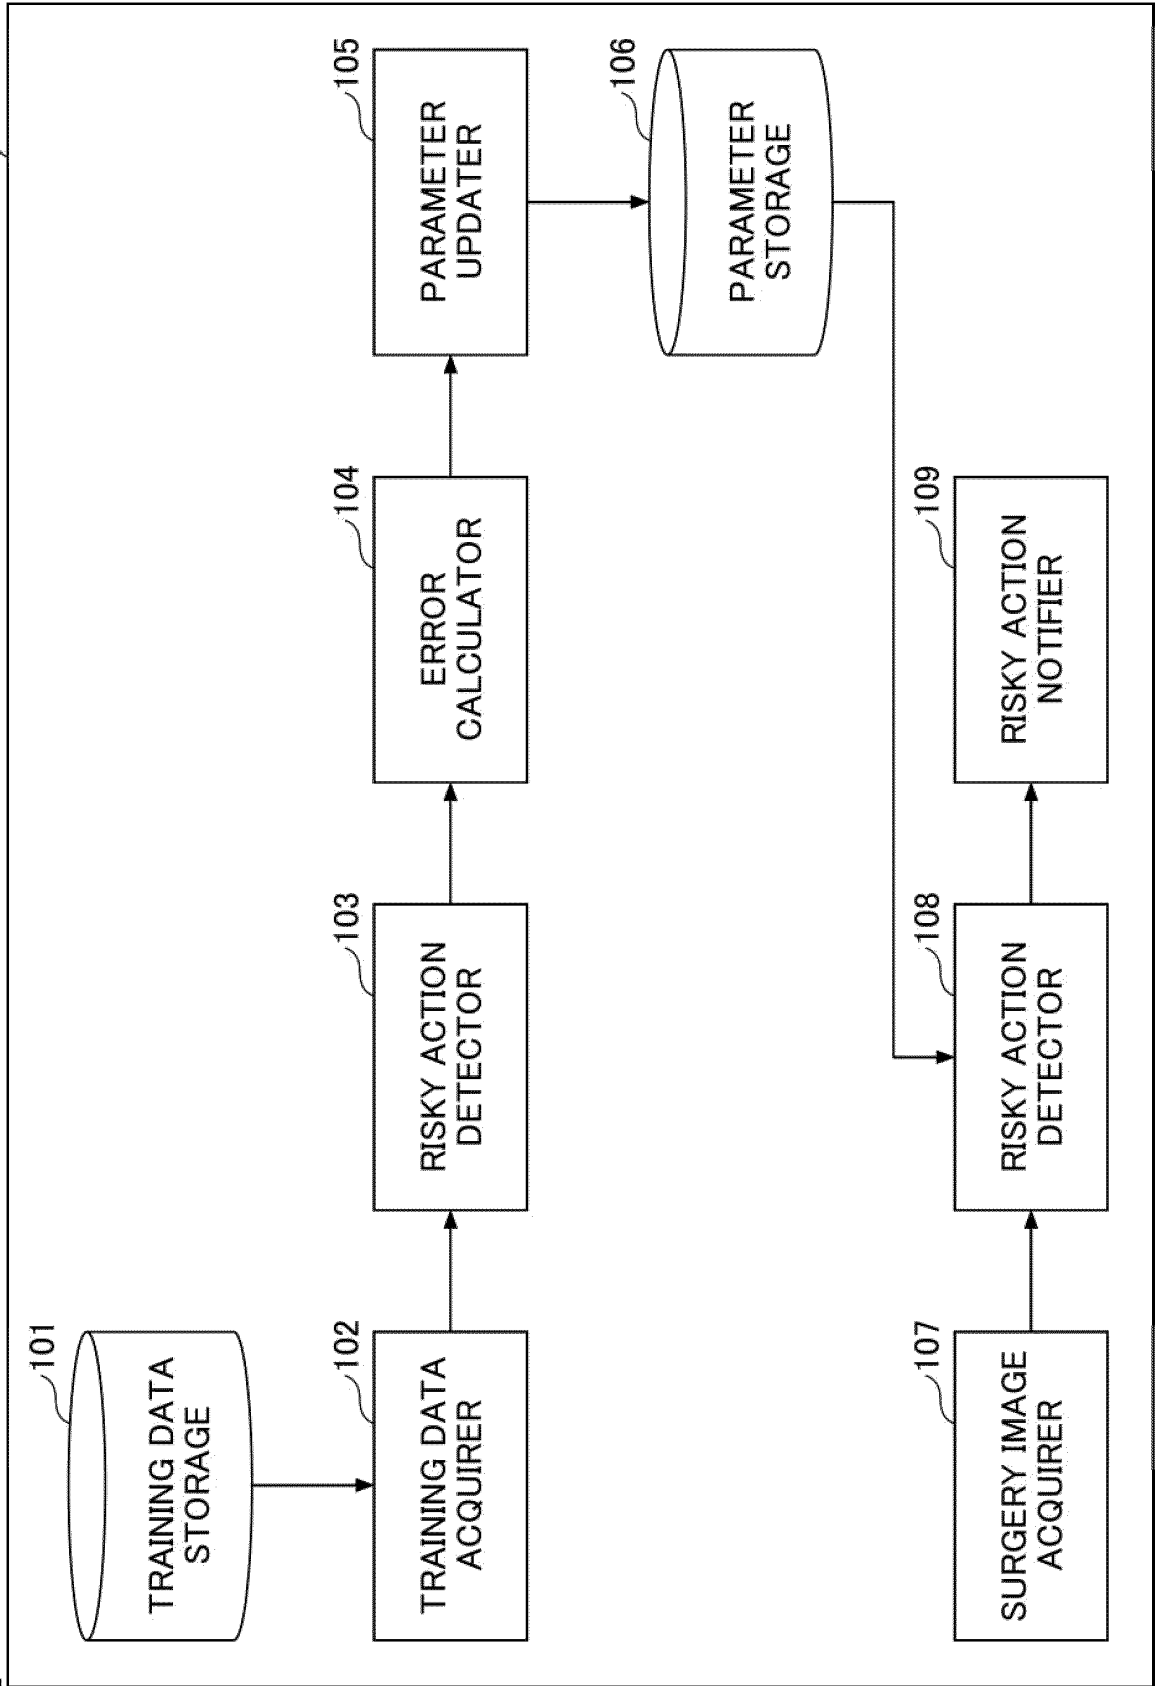 101
TRAINING DATA
STORAGE
102
TRAINING DATA
ACQUIRER
103
RISKY ACTION
DETECTOR
104
ERROR
CALCULATOR
105
PARAMETER
UPDATER
106
PARAMETER
STORAGE
107
SURGERY IMAGE
ACQUIRER
108
RISKY ACTION
DETECTOR
109
RISKY ACTION
NOTIFIER